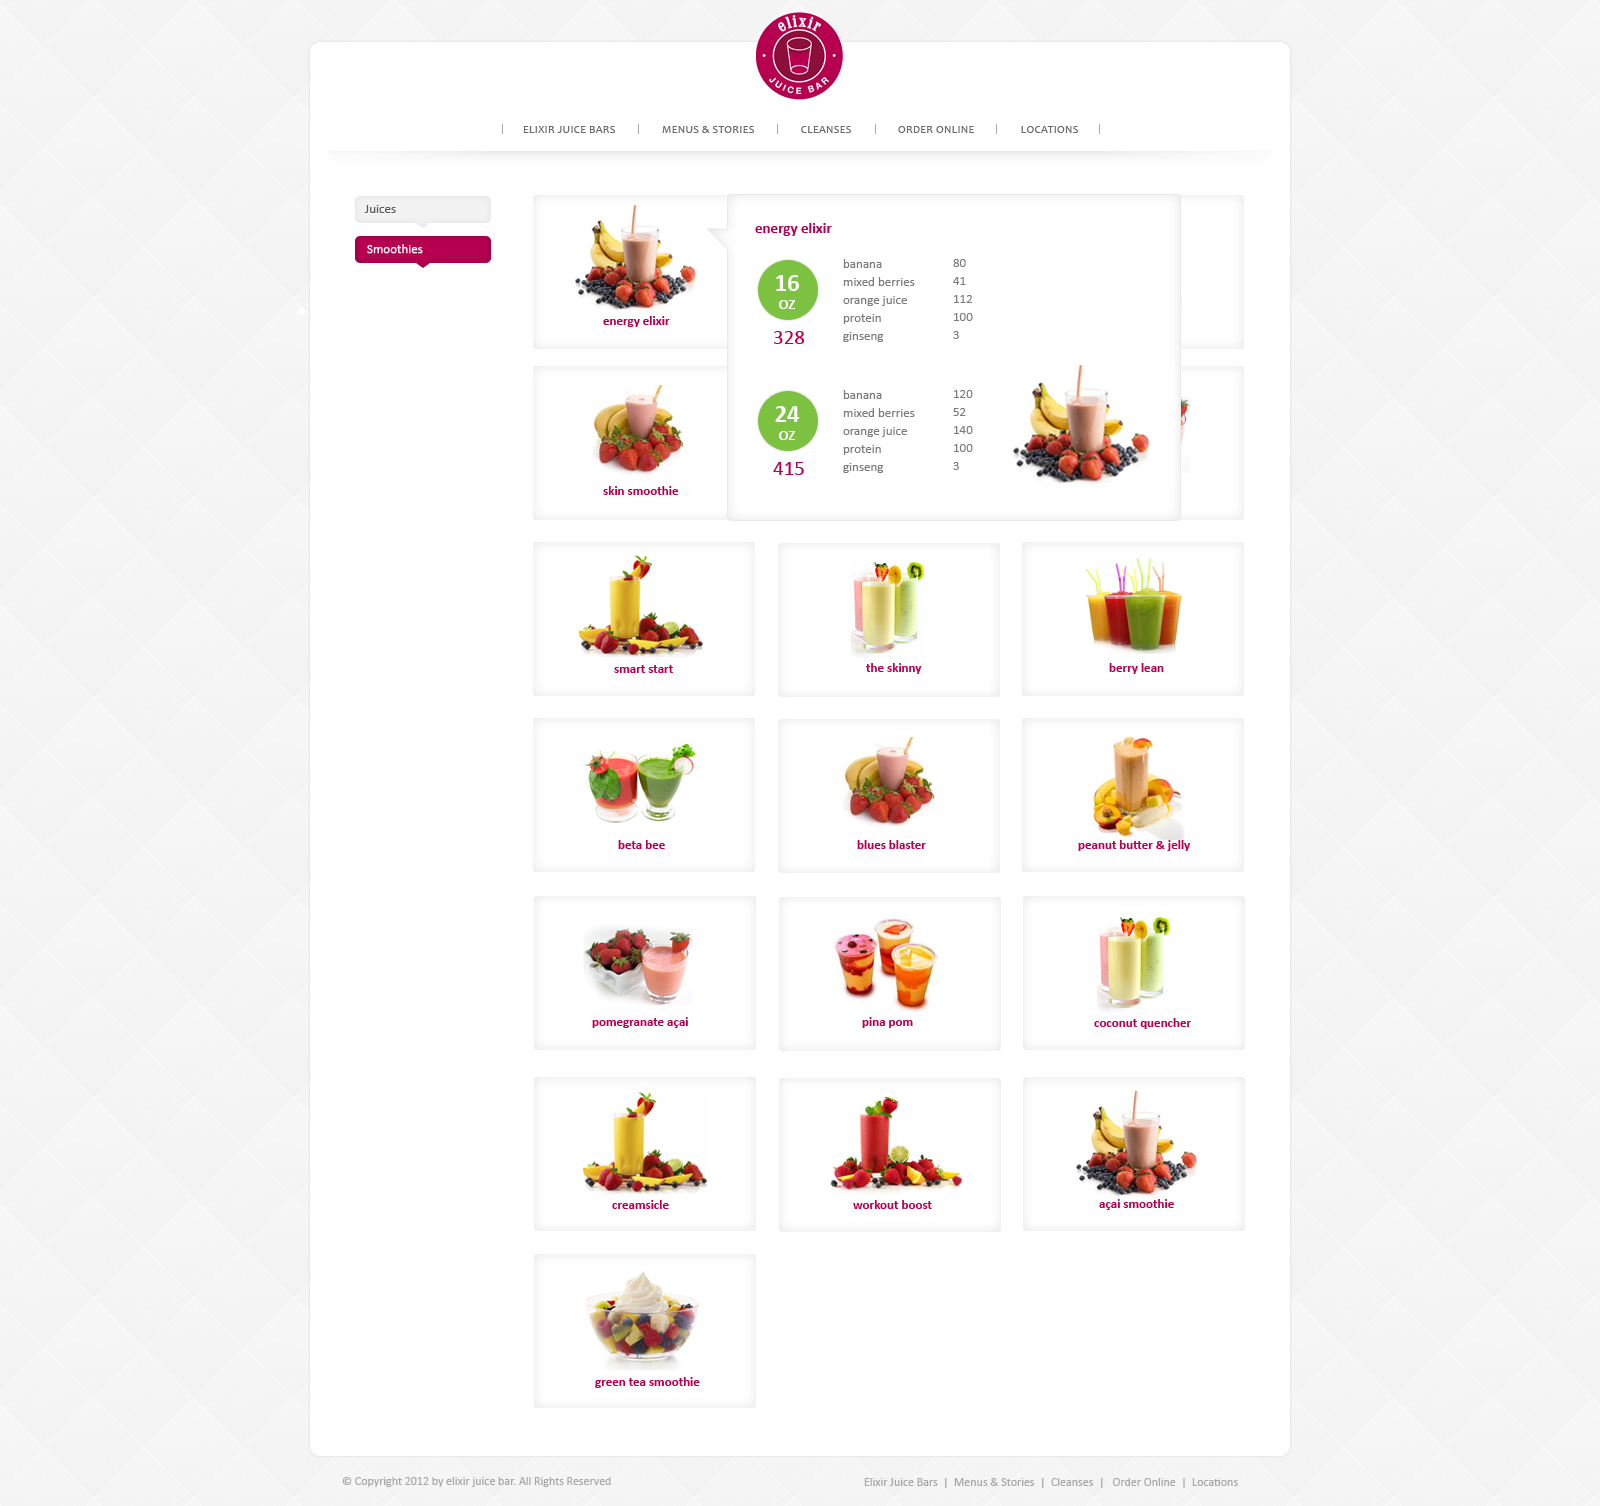 elixir
JUICE BAR
ELIXIR JUICE BARS
MENUS & STORIES
CLEANSES
ORDER ONLINE
LOCATIONS
Juices
Smoothies
energy elixir
energy elixir
16
OZ
328
banana 80
mixed berries 41
orange juice 112
protein 100
ginseng 3
24
OZ
415
banana 120
mixed berries 52
orange juice 140
protein 100
ginseng 3
skin smoothie
smart start
the skinny
berry lean
beta bee
blues blaster
peanut butter & jelly
pomegranate açai
pina pom
coconut quencher
creamsicle
workout boost
açai smoothie
green tea smoothie
© Copyright 2012 by elixir juice bar. All Rights Reserved
Elixir Juice Bars | Menus & Stories | Cleanses | Order Online | Locations